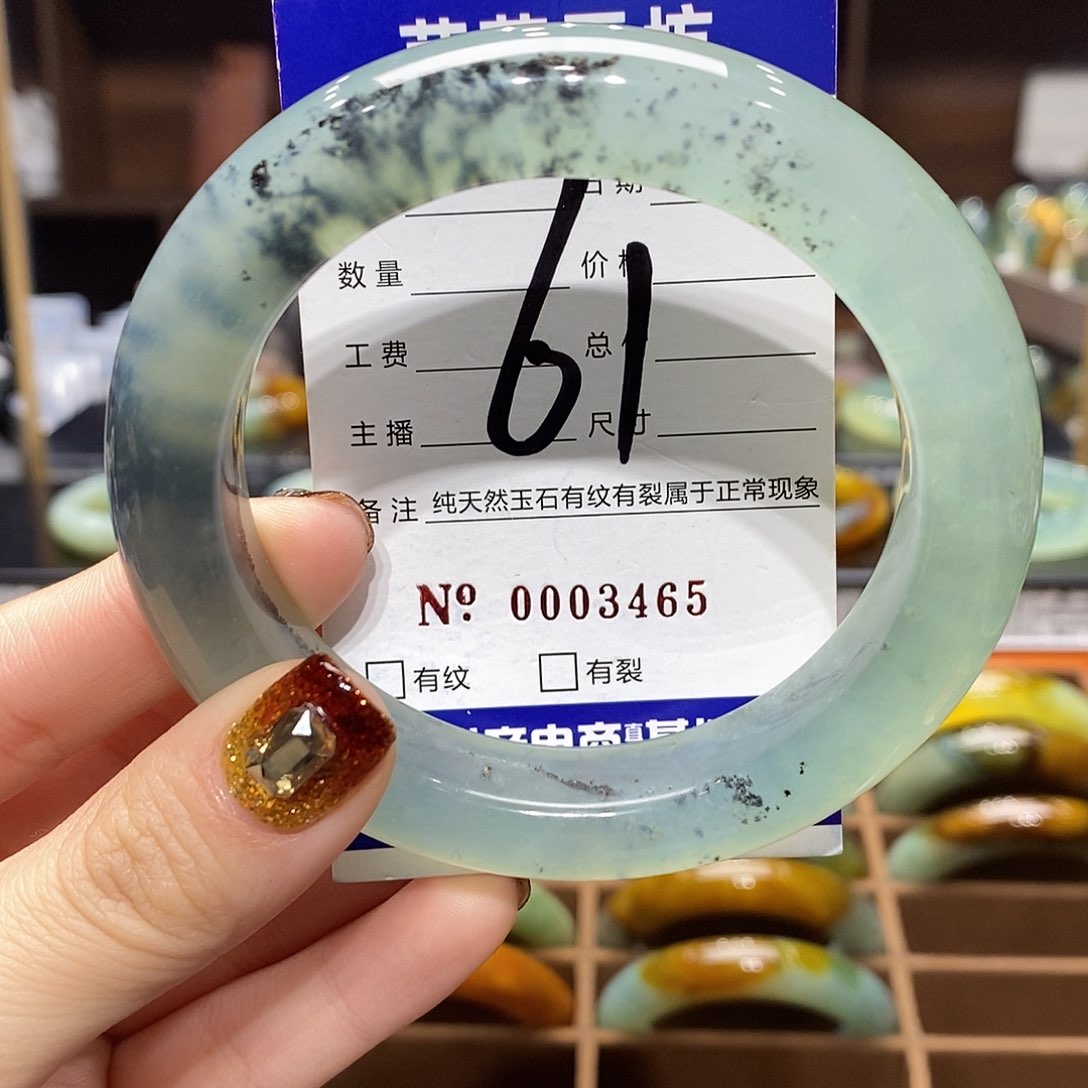 日期
数量 价格
工费 总价
主播 尺寸
61
备注 纯天然玉石有纹有裂属于正常现象
Nº 0003465
有纹 有裂